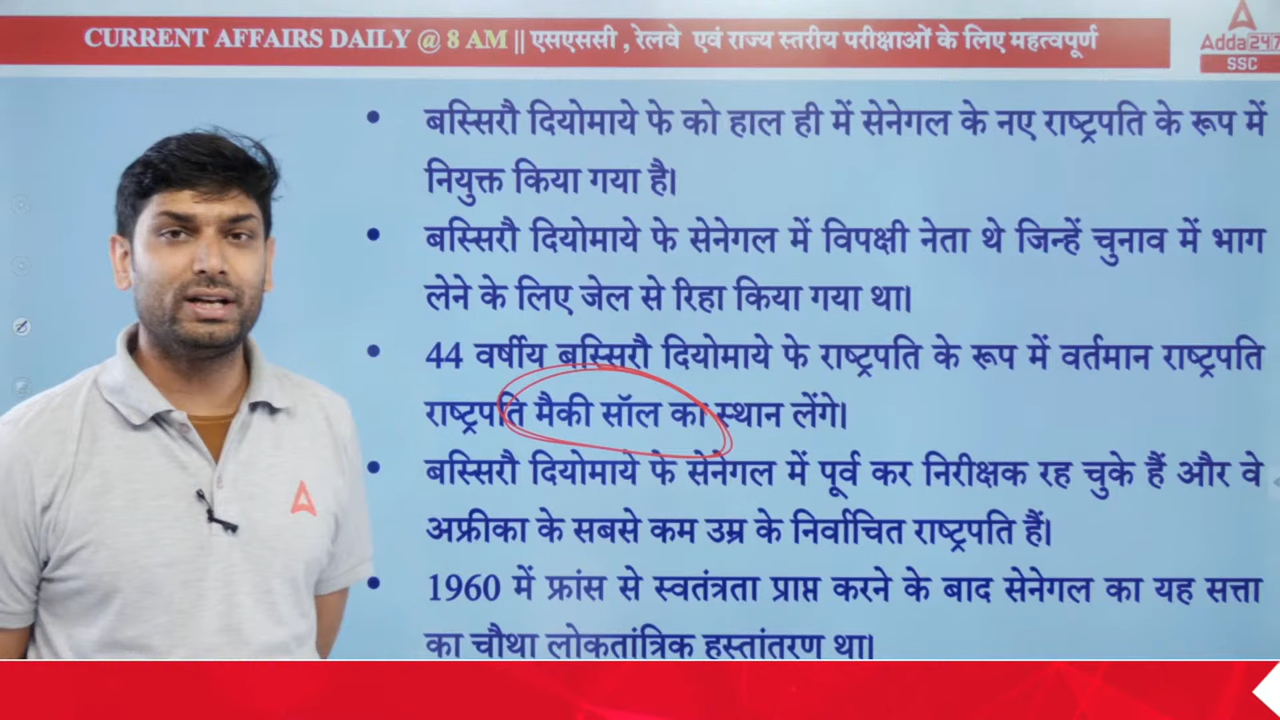 CURRENT AFFAIRS DAILY @ 8 AM || एसएससी , रेलवे एवं राज्य स्तरीय परीक्षाओं के लिए महत्वपूर्ण
Adda 247
SSC
• बस्सिरौ दियोमाये फे को हाल ही में सेनेगल के नए राष्ट्रपति के रूप में
नियुक्त किया गया है।
• बस्सिरौ दियोमाये फे सेनेगल में विपक्षी नेता थे जिन्हें चुनाव में भाग
लेने के लिए जेल से रिहा किया गया था।
• 44 वर्षीय बस्सिरौ दियोमाये फे राष्ट्रपति के रूप में वर्तमान राष्ट्रपति
राष्ट्रपति मैकी सॉल का स्थान लेंगे।
• बस्सिरौ दियोमाये फे सेनेगल में पूर्व कर निरीक्षक रह चुके हैं और वे
अफ्रीका के सबसे कम उम्र के निर्वाचित राष्ट्रपति हैं।
• 1960 में फ्रांस से स्वतंत्रता प्राप्त करने के बाद सेनेगल का यह सत्ता
का चौथा लोकतांत्रिक हस्तांतरण था।